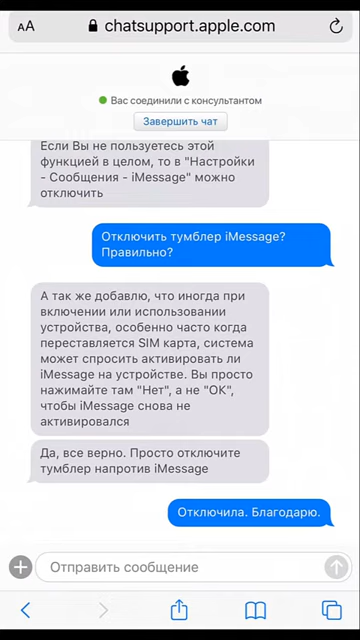 AA chatsupport.apple.com
Вас соединили с консультантом
Завершить чат
Если Вы не пользуетесь этой
функцией в целом, то в "Настройки
- Сообщения - iMessage" можно
отключить
Отключить тумблер iMessage?
Правильно?
А так же добавлю, что иногда при
включении или использовании
устройства, особенно часто когда
переставляется SIM карта, система
может спросить активировать ли
iMessage на устройстве. Вы просто
нажимайте там "Нет", а не "ОК",
чтобы iMessage снова не
активировался
Да, все верно. Просто отключите
тумблер напротив iMessage
Отключила. Благодарю.
Отправить сообщение